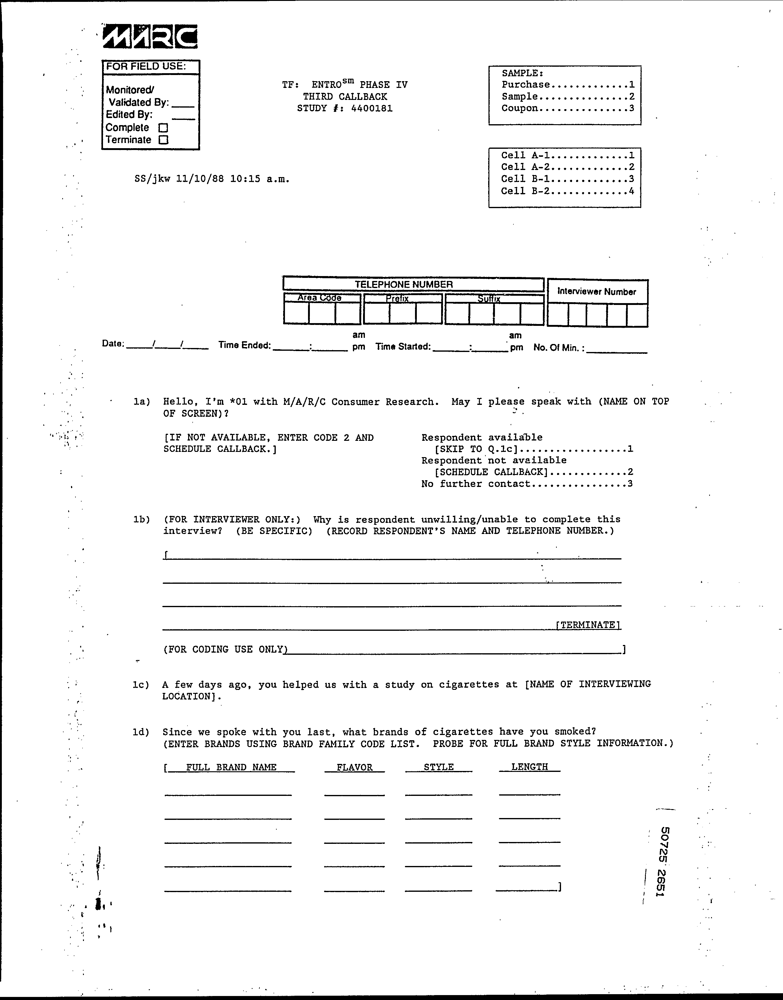 MARC
FOR FIELD USE:
Monitored/
Validated By: ____
Edited By: ____
Complete ☐
Terminate ☐
TF: ENTROsm PHASE IV
THIRD CALLBACK
STUDY #: 4400181
SAMPLE:
Purchase.............1
Sample...............2
Coupon...............3
Cell A-1.............1
Cell A-2.............2
Cell B-1.............3
Cell B-2.............4
SS/jkw 11/10/88 10:15 a.m.
TELEPHONE NUMBER
Interviewer Number
Area Code Prefix Suffix
am am
Date: ____/____/____ Time Ended: ______:______ pm Time Started: ______:______ pm No. Of Min. : ________
1a) Hello, I'm *01 with M/A/R/C Consumer Research. May I please speak with (NAME ON TOP
OF SCREEN)?
[IF NOT AVAILABLE, ENTER CODE 2 AND
SCHEDULE CALLBACK.]
Respondent available
[SKIP TO Q.1c]..................1
Respondent not available
[SCHEDULE CALLBACK].............2
No further contact................3
1b) (FOR INTERVIEWER ONLY:) Why is respondent unwilling/unable to complete this
interview? (BE SPECIFIC) (RECORD RESPONDENT'S NAME AND TELEPHONE NUMBER.)
[
[TERMINATE]
(FOR CODING USE ONLY)________]
1c) A few days ago, you helped us with a study on cigarettes at [NAME OF INTERVIEWING
LOCATION].
1d) Since we spoke with you last, what brands of cigarettes have you smoked?
(ENTER BRANDS USING BRAND FAMILY CODE LIST. PROBE FOR FULL BRAND STYLE INFORMATION.)
[ FULL BRAND NAME FLAVOR STYLE LENGTH
]
50725 2651